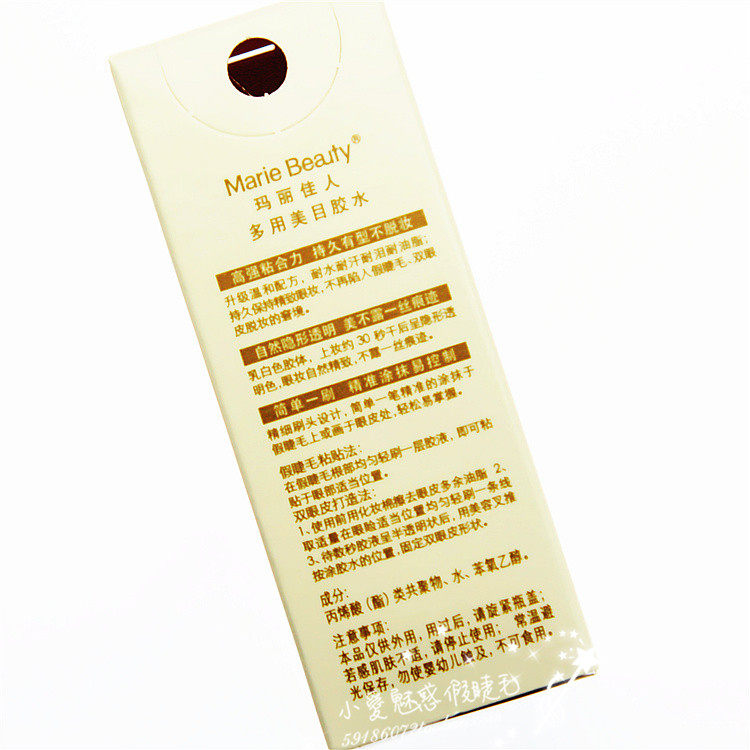 Marie Beauty®
玛丽佳人
多用美目胶水
高强粘合力 持久有型不脱妆
升级温和配方,耐水耐汗耐泪耐油脂;
持久保持精致眼妆,不再陷入假睫毛、双眼
皮脱妆的窘境。
自然隐形透明 美不露一丝痕迹
乳白色胶体,上妆约30秒干后呈隐形透
明色,眼妆自然精致,不露一丝痕迹。
简单一刷 精准涂抹易控制
精细刷头设计,简单一笔精准的涂抹于
假睫毛上或画于眼皮处,轻松易掌握。
假睫毛粘贴法:
在假睫毛根部均匀轻刷一层胶液,即可粘
贴于眼部适当位置。
双眼皮打造法:
1、使用前用化妆棉擦去眼皮多余油脂 2、
取适量在眼睑适当位置均匀轻刷一条线
3、待数秒胶液呈半透明状后,用美容叉推
按涂胶水的位置,固定双眼皮形状。
成分:
丙烯酸(酯)类共聚物、水、苯氧乙醇。
注意事项:
本品仅供外用,用过后,请旋紧瓶盖;
若感肌肤不适,请停止使用; 常温避
光保存,勿使婴幼儿触及,不可食用。
小愛魅惑假睫毛